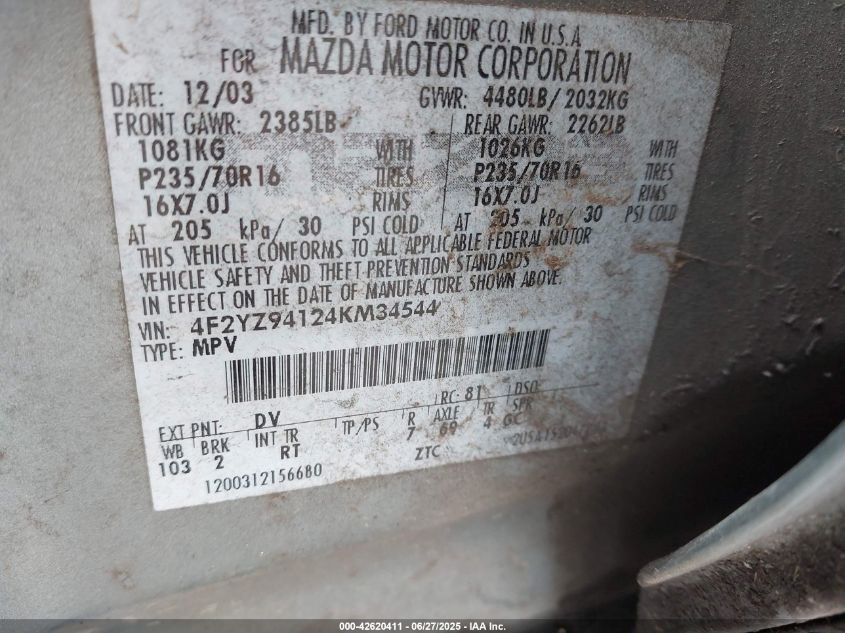 MFD. BY FORD MOTOR CO. IN U.S.A
FOR MAZDA MOTOR CORPORATION
DATE: 12/03 GVWR: 4480LB/ 2032KG
FRONT GAWR: 2385LB REAR GAWR: 2262LB
1081KG WITH 1026KG WITH
P235/70R16 TIRES P235/70R16 TIRES
16X7.0J RIMS 16X7.0J RIMS
AT 205 kPa/ 30 PSI COLD AT 205 kPa/ 30 PSI COLD
THIS VEHICLE CONFORMS TO ALL APPLICABLE FEDERAL MOTOR
VEHICLE SAFETY AND THEFT PREVENTION STANDARDS
IN EFFECT ON THE DATE OF MANUFACTURE SHOWN ABOVE.
VIN: 4F2YZ94124KM34544
TYPE: MPV
EXT PNT: DV RC: 81 DSO:
WB BRK INT TR TP/PS R AXLE TR SPR
103 2 RT 7 69 4 GC
1200312156680 ZTC
000-42620411 - 06/27/2025 - IAA Inc.